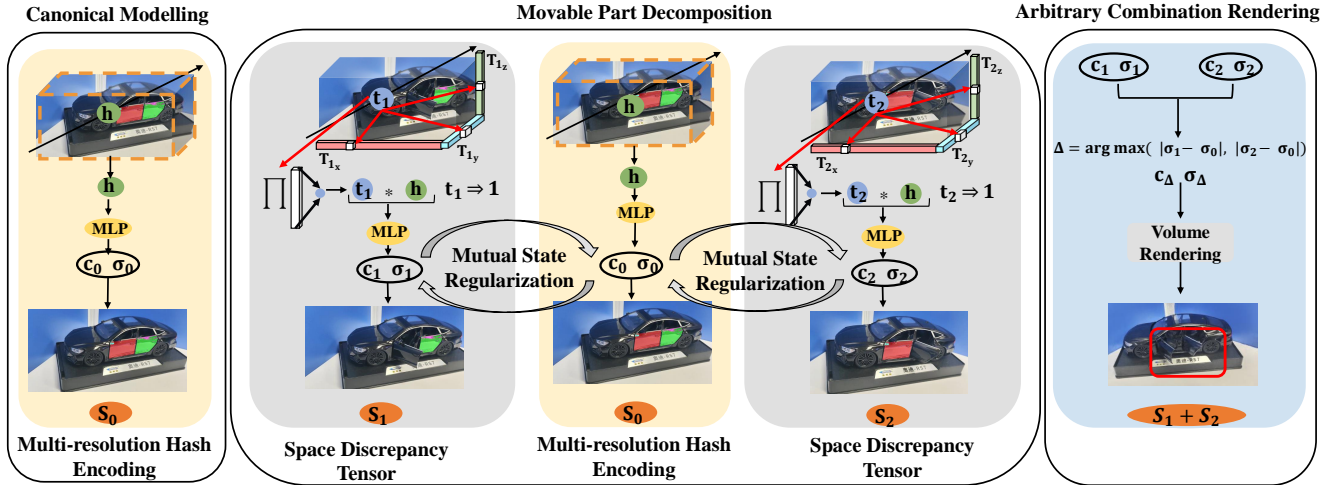 Canonical Modelling
h
h
MLP
c₀ σ₀
S₀
Multi-resolution Hash
Encoding
Movable Part Decomposition
t₁
T₁z
T₁x
T₁y
∏
t₁ * h t₁ ⇒ 1
MLP
c₁ σ₁
S₁
Space Discrepancy
Tensor
Mutual State
Regularization
h
h
MLP
c₀ σ₀
S₀
Multi-resolution Hash
Encoding
Mutual State
Regularization
t₂
T₂z
T₂x
T₂y
∏
t₂ * h t₂ ⇒ 1
MLP
c₂ σ₂
S₂
Space Discrepancy
Tensor
Arbitrary Combination Rendering
c₁ σ₁ c₂ σ₂
Δ = arg max( |σ₁− σ₀|, |σ₂− σ₀|)
c_Δ σ_Δ
Volume
Rendering
S₁ + S₂